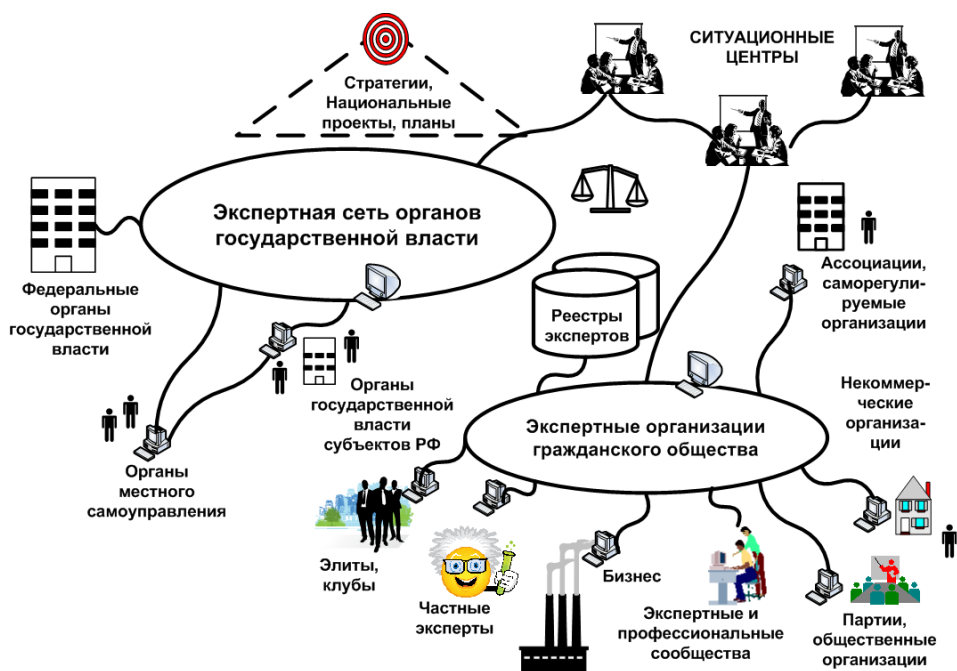 СИТУАЦИОННЫЕ
ЦЕНТРЫ
Стратегии,
Национальные
проекты, планы
Экспертная сеть органов
государственной власти
Федеральные
органы
государственной
власти
Ассоциации,
саморегули-
руемые
организации
Реестры
экспертов
Органы
государственной
власти
субъектов РФ
Некоммер-
ческие
организа-
ции
Экспертные организации
гражданского общества
Органы
местного
самоуправления
Элиты,
клубы
Частные
эксперты
Бизнес
Экспертные и
профессиональные
сообщества
Партии,
общественные
организации